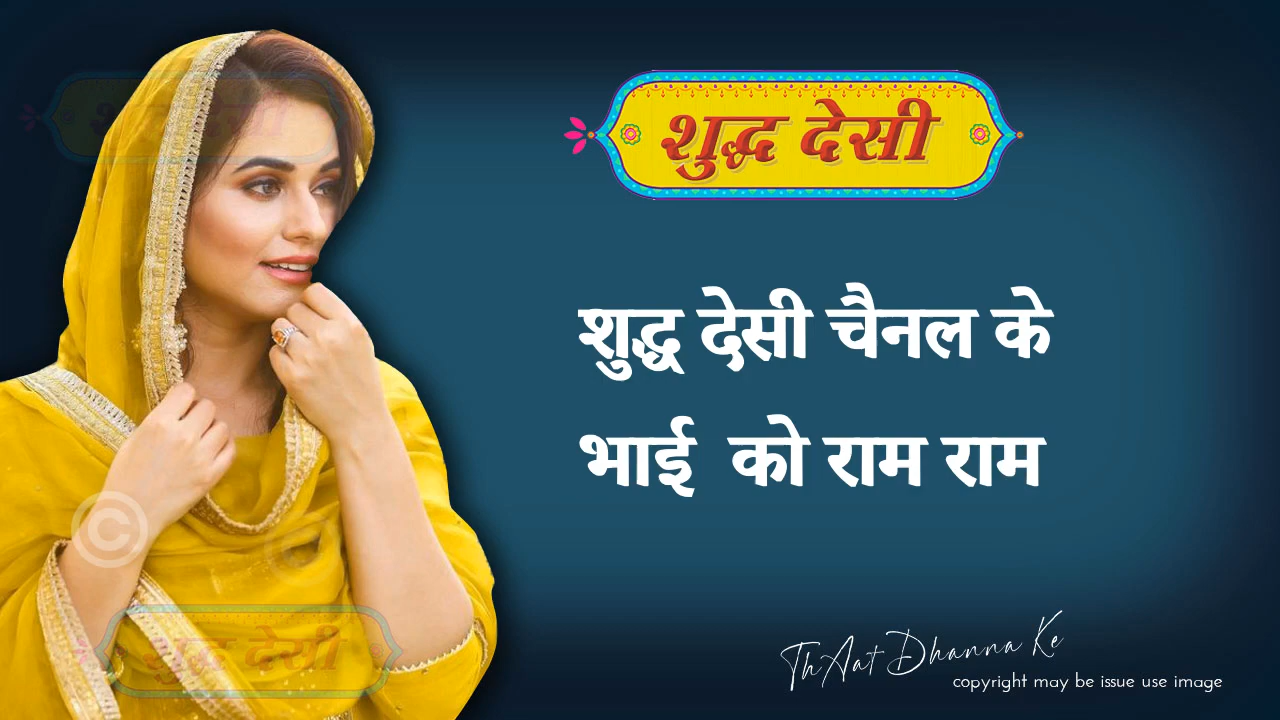 शुद्ध देसी
शुद्ध देसी चैनल के
भाई को राम राम
ThAat Dhanna Ke
copyright may be issue use image
©
शुद्ध देसी